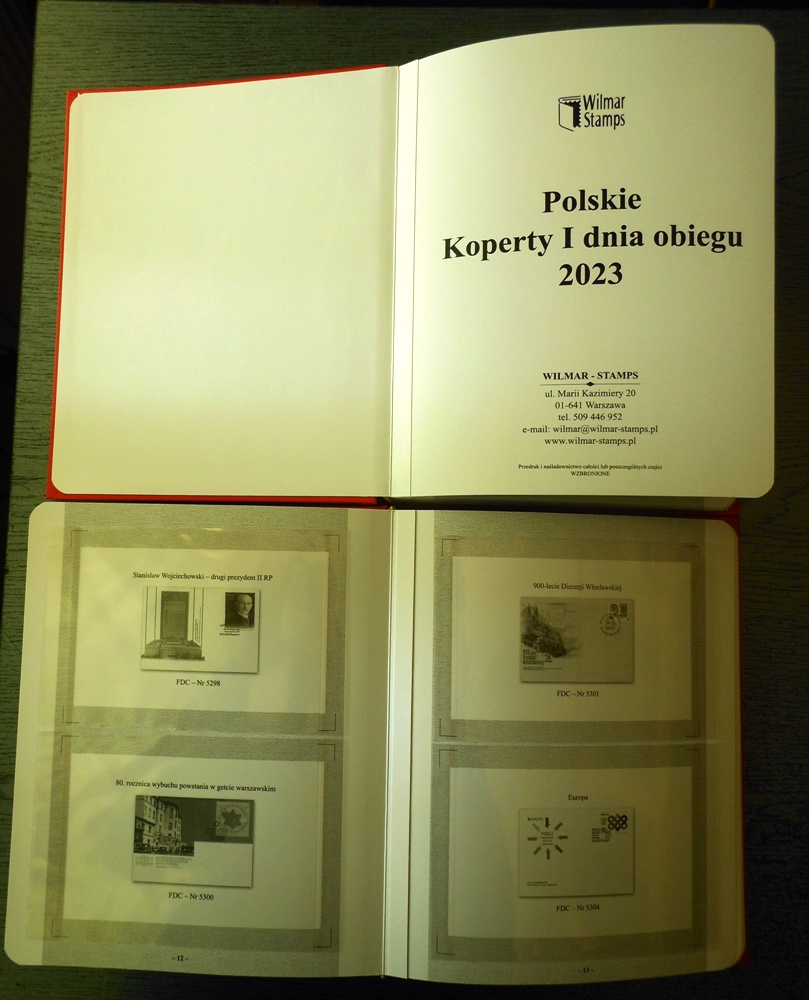 Wilmar
Stamps
Polskie
Koperty I dnia obiegu
2023
WILMAR - STAMPS
ul. Marii Kazimiery 20
01-641 Warszawa
tel. 509 446 952
e-mail: wilmar@wilmar-stamps.pl
www.wilmar-stamps.pl
Przedruk i naśladownictwo całości lub poszczególnych części
WZBRONIONE
Stanisław Wojciechowski – drugi prezydent II RP
FDC – Nr 5298
80. rocznica wybuchu powstania w getcie warszawskim
FDC – Nr 5300
- 12 -
900-lecie Diecezji Włocławskiej
FDC – Nr 5301
Europa
FDC – Nr 5304
- 13 -